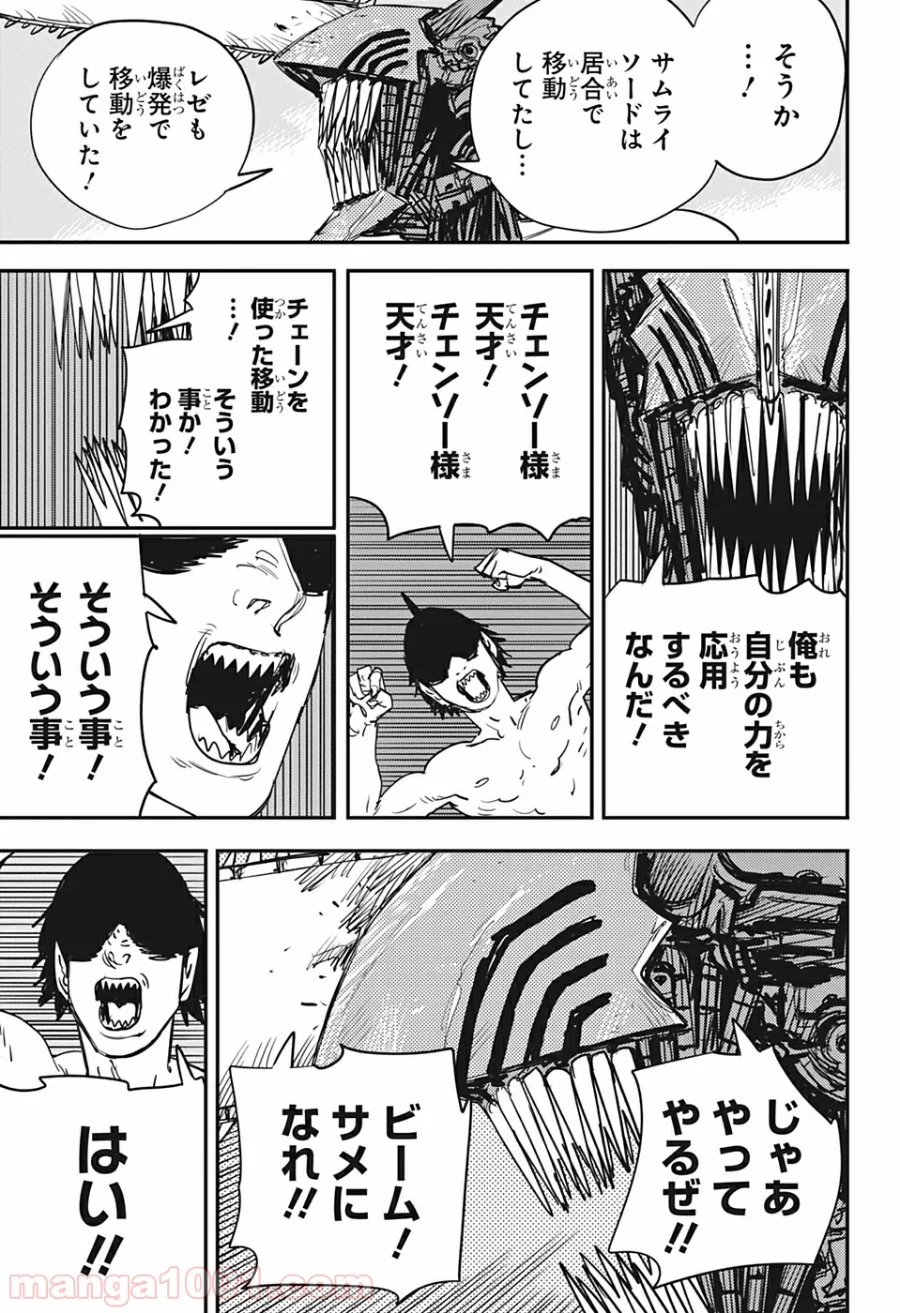 そうか
…!
サムライ
ソードは
居合で
移動
してたし…
レゼも
爆発で
移動を
していた!
俺も
自分の力を
応用
するべき
なんだ!
チェンソー様
天才!
チェンソー様
天才!
チェーンを
使った移動
…!
そういう
事か!
わかった!
そういう事!
そういう事!
じゃあ
やって
やるぜ!!
ビーム!
サメに
なれ!!
はい!!